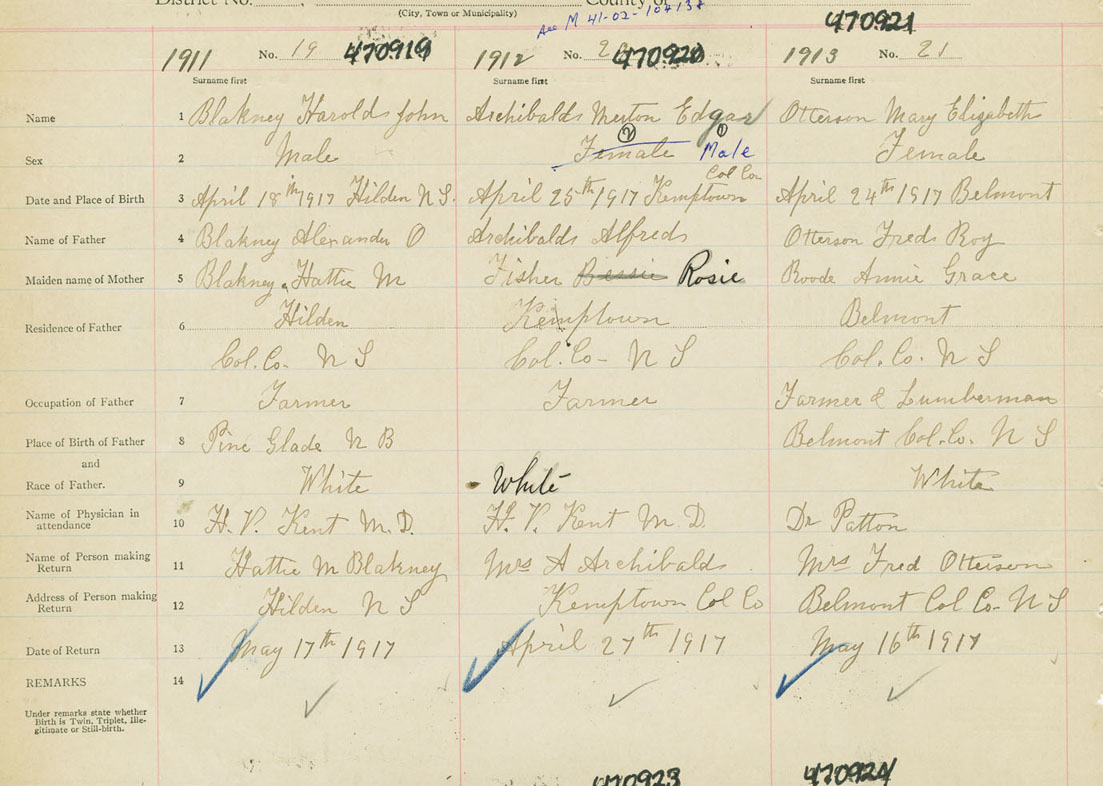 District No. County of
(City, Town or Municipality)
See M 41-02-104138
470921
1911 No. 19 470919 1912 No. 470920 1913 No. 21
Surname first Surname first Surname first
Name 1 Blakney Harold John Archibald Merton Edgar Otterson Mary Elizabeth
Sex 2 Male Female ② Male ① Female
Col Co
Date and Place of Birth 3 April 18th 1917 Hilden N S. April 25th 1917 Kemptown April 24th 1917 Belmont
Name of Father 4 Blakney Alexander O Archibald Alfred Otterson Fred Roy
Maiden name of Mother 5 Blakney, Hattie M Fisher Bessie Rosie Roode Annie Grace
Residence of Father 6 Hilden Kemptown Belmont
Col. Co. N S Col. Co- N S Col. Co. N S
Occupation of Father 7 Farmer Farmer Farmer & Lumberman
Place of Birth of Father 8 Pine Glade N B Belmont Col. Co. N S
and
Race of Father. 9 White White White
Name of Physician in attendance 10 H. V. Kent M. D. H. V. Kent M. D. Dr Patton
Name of Person making Return 11 Hattie M Blakney Mrs A Archibald Mrs Fred Otterson
Address of Person making Return 12 Hilden N S Kemptown Col Co Belmont Col Co- N S
Date of Return 13 May 17th 1917 April 27th 1917 May 16th 1917
REMARKS 14
Under remarks state whether
Birth is Twin, Triplet, Ille-
gitimate or Still-birth.
470923 470924